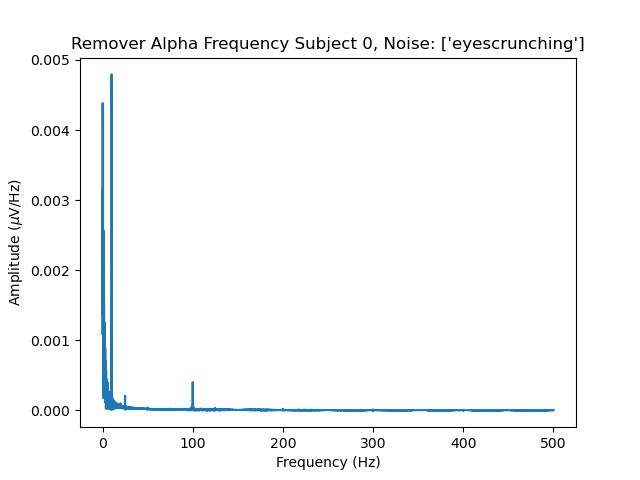 Remover Alpha Frequency Subject 0, Noise: ['eyescrunching']
0.005
0.004
0.003
0.002
0.001
0.000
Amplitude (μV/Hz)
0 100 200 300 400 500
Frequency (Hz)